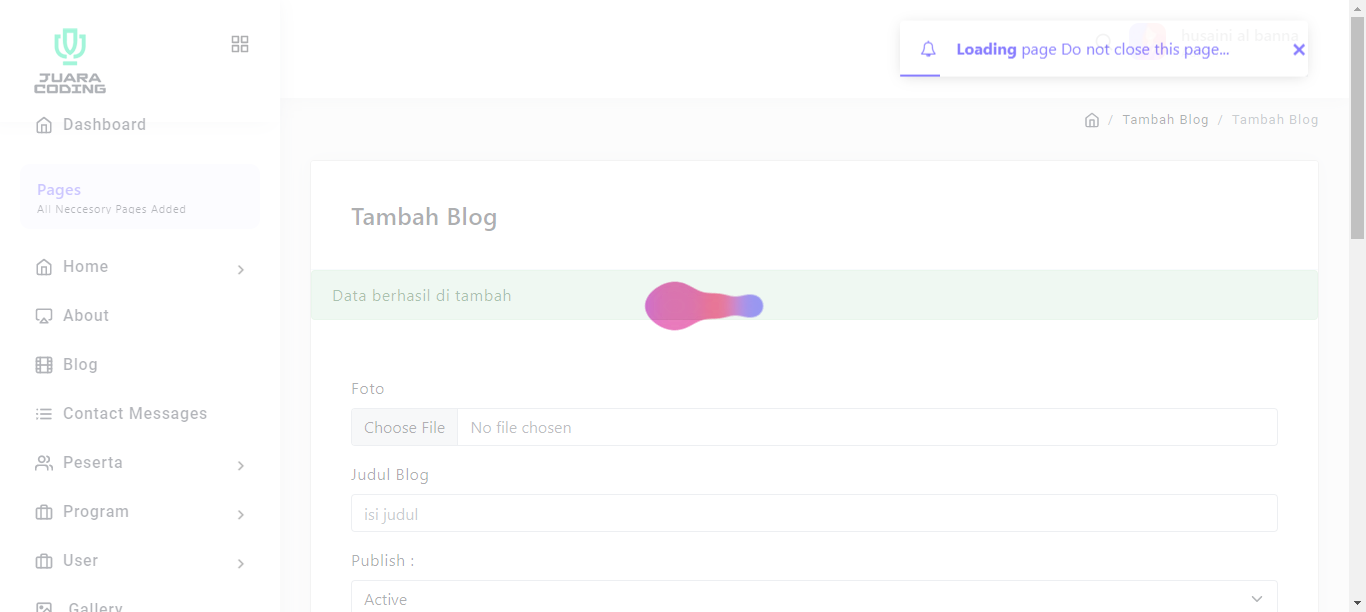 JUARA
CODING
husaini al banna
Loading page Do not close this page...
Dashboard
/ Tambah Blog / Tambah Blog
Pages
All Neccesory Pages Added
Tambah Blog
Home
Data berhasil di tambah
About
Blog
Foto
Contact Messages
Choose File No file chosen
Peserta
Judul Blog
Program
isi judul
User
Publish :
Active
Gallery